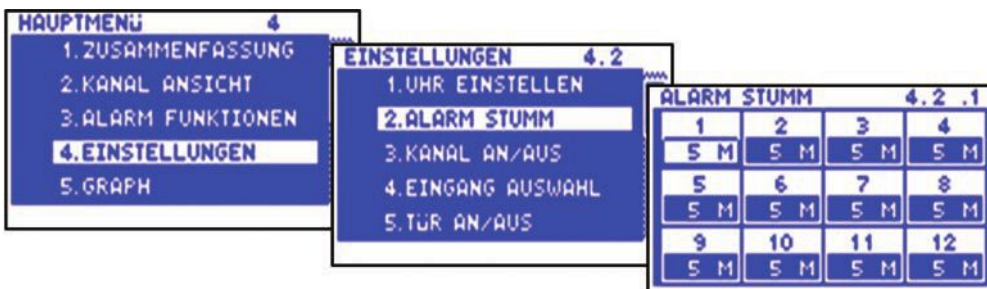 HAUPTMENü 4
1.ZUSAMMENFASSUNG
2.KANAL ANSICHT
3.ALARM FUNKTIONEN
4.EINSTELLUNGEN
5.GRAPH
EINSTELLUNGEN 4.2
1.UHR EINSTELLEN
2.ALARM STUMM
3.KANAL AN/AUS
4.EINGANG AUSWAHL
5.TüR AN/AUS
ALARM STUMM 4.2 .1
1 2 3 4
5 M 5 M 5 M 5 M
5 6 7 8
5 M 5 M 5 M 5 M
9 10 11 12
5 M 5 M 5 M 5 M